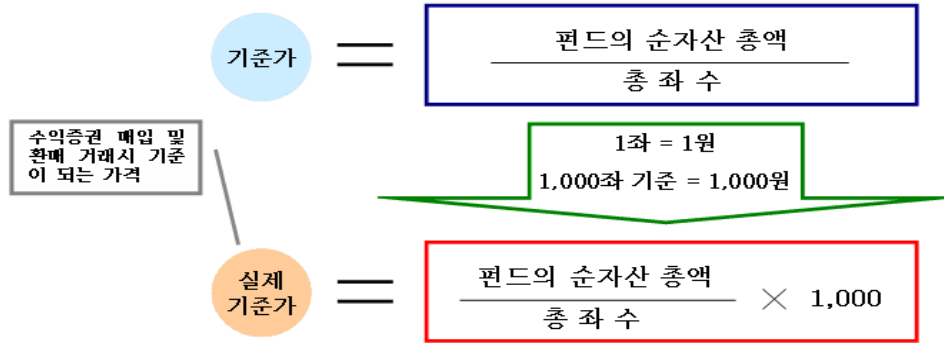 기준가
=
펀드의 순자산 총액
총 좌 수
수익증권 매입 및
환매 거래시 기준
이 되는 가격
1좌 = 1원
1,000좌 기준 = 1,000원
실제
기준가
=
펀드의 순자산 총액
총 좌 수
× 1,000